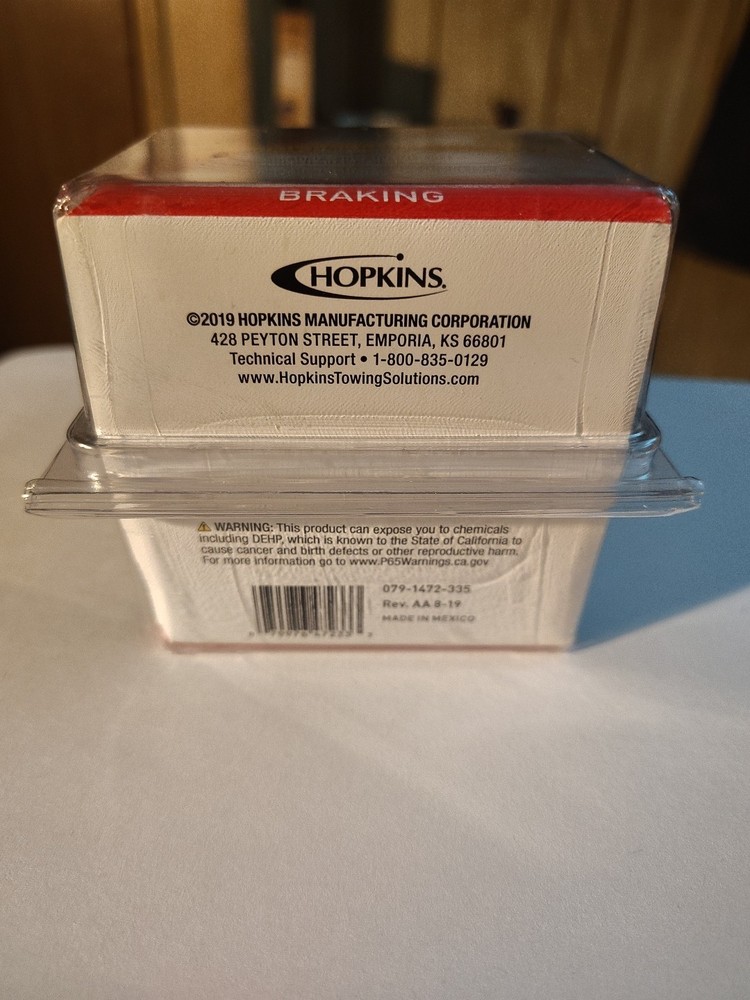 BRAKING
HOPKINS.
©2019 HOPKINS MANUFACTURING CORPORATION
428 PEYTON STREET, EMPORIA, KS 66801
Technical Support • 1-800-835-0129
www.HopkinsTowingSolutions.com
⚠ WARNING: This product can expose you to chemicals
including DEHP, which is known to the State of California to
cause cancer and birth defects or other reproductive harm.
For more information go to www.P65Warnings.ca.gov
079-1472-335
Rev. AA 8-19
MADE IN MEXICO